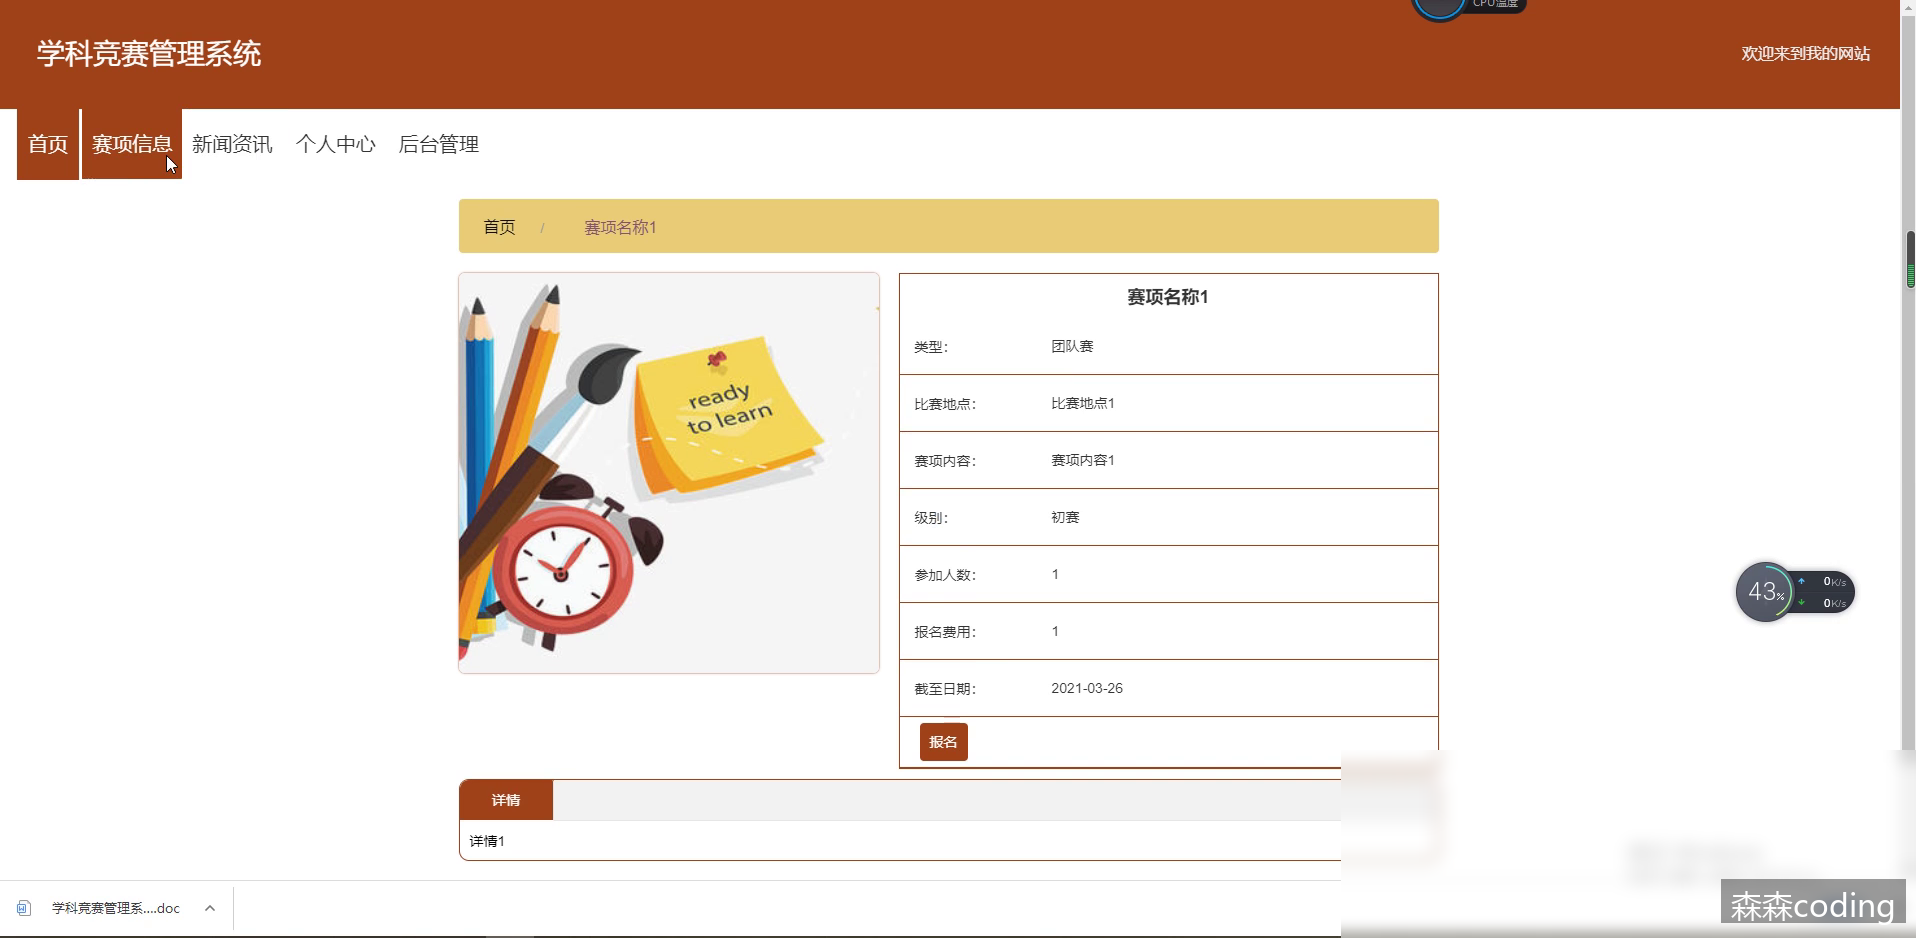 CPU温度
学科竞赛管理系统
欢迎来到我的网站
首页 赛项信息 新闻资讯 个人中心 后台管理
首页 / 赛项名称1
ready
to learn
赛项名称1
类型： 团队赛
比赛地点： 比赛地点1
赛项内容： 赛项内容1
级别： 初赛
参加人数： 1
报名费用： 1
截至日期： 2021-03-26
报名
43%
0K/s
0K/s
详情
详情1
学科竞赛管理系....doc
森森coding